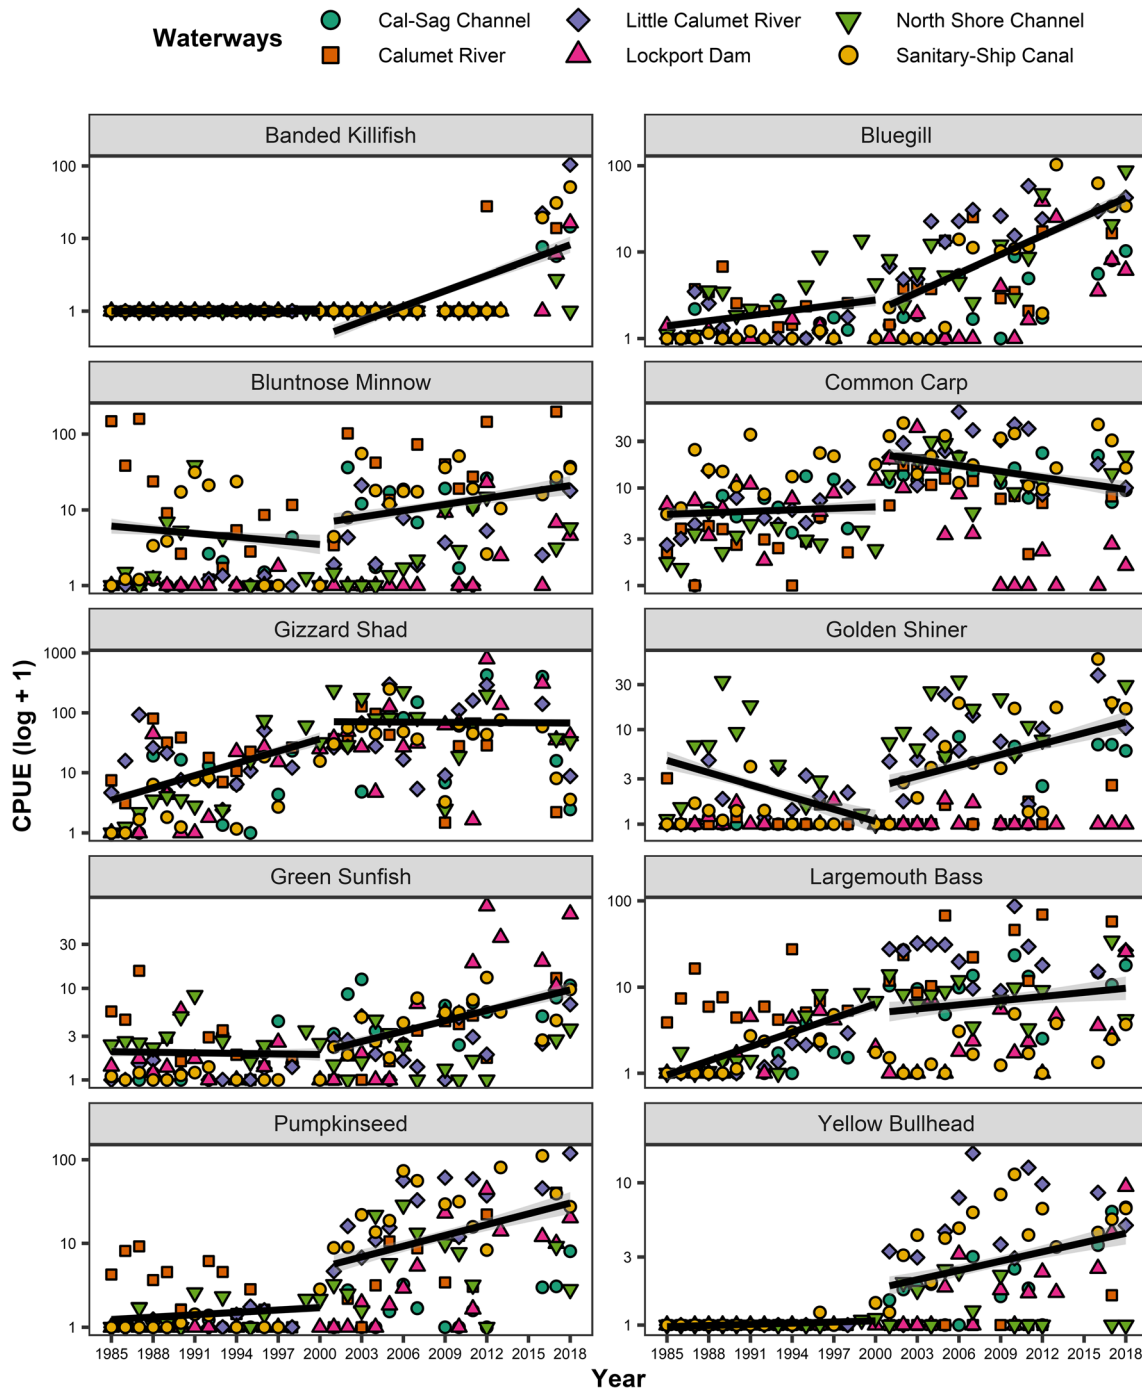 Waterways
Cal-Sag Channel
Little Calumet River
North Shore Channel
Calumet River
Lockport Dam
Sanitary-Ship Canal
Banded Killifish
Bluegill
100
10
1
100
10
1
Bluntnose Minnow
Common Carp
100
10
1
30
10
3
1
Gizzard Shad
Golden Shiner
1000
100
10
1
30
10
3
1
CPUE (log + 1)
Green Sunfish
Largemouth Bass
30
10
3
1
100
10
1
Pumpkinseed
Yellow Bullhead
100
10
1
10
3
1
1985 1988 1991 1994 1997 2000 2003 2006 2009 2012 2015 2018
1985 1988 1991 1994 1997 2000 2003 2006 2009 2012 2015 2018
Year